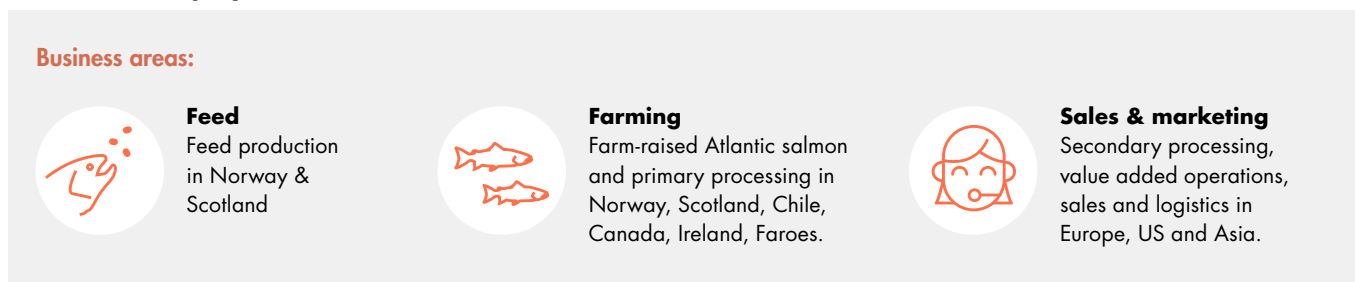 Business areas:
Feed
Feed production
in Norway &
Scotland
Farming
Farm-raised Atlantic salmon
and primary processing in
Norway, Scotland, Chile,
Canada, Ireland, Faroes.
Sales & marketing
Secondary processing,
value added operations,
sales and logistics in
Europe, US and Asia.